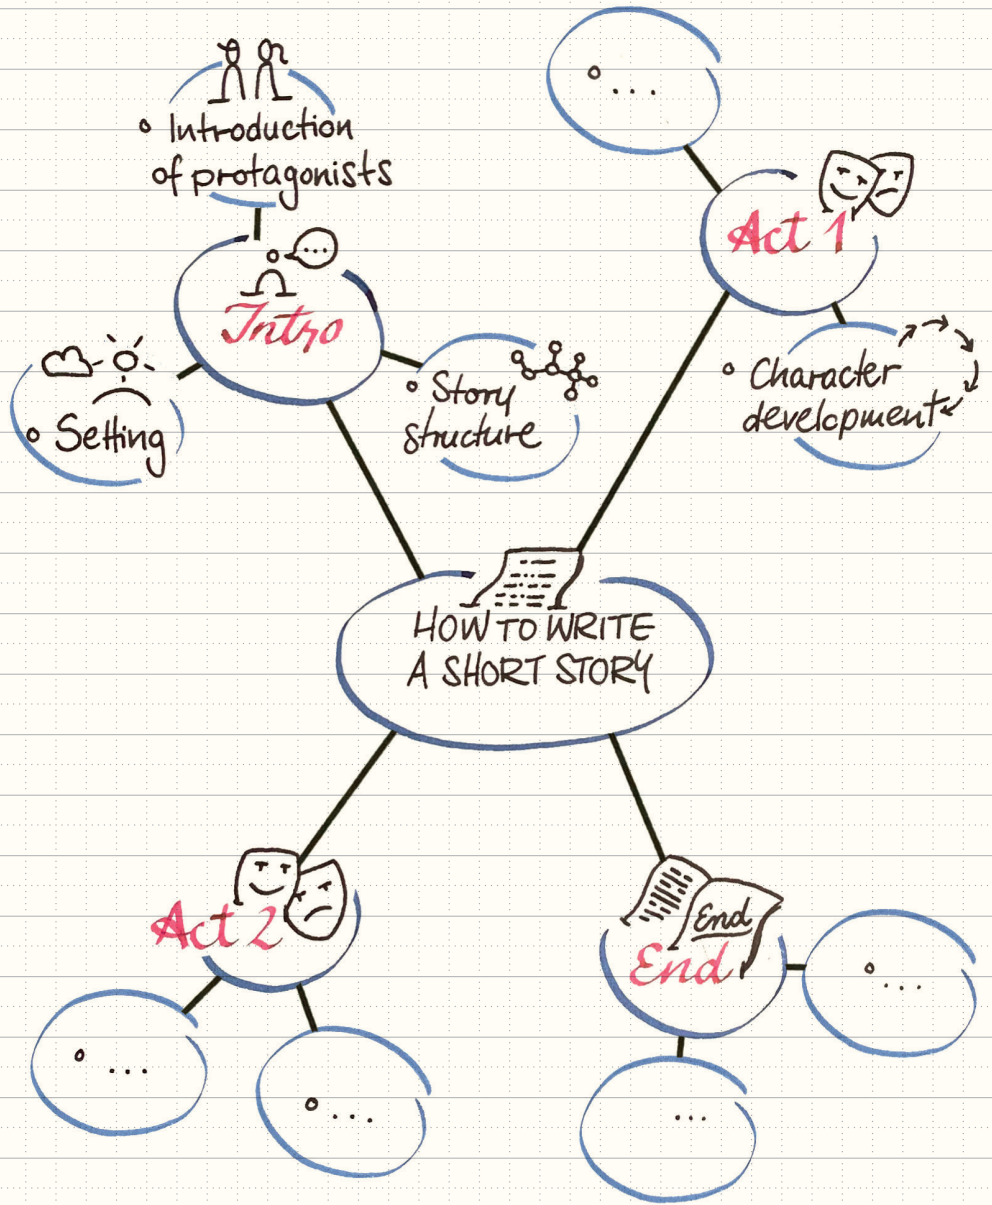 ° Introduction
of protagonists
Intro
° Setting
° Story
structure
° ...
Act 1
° Character
development
HOW TO WRITE
A SHORT STORY
Act 2
° ...
° ...
End
End
° ...
...